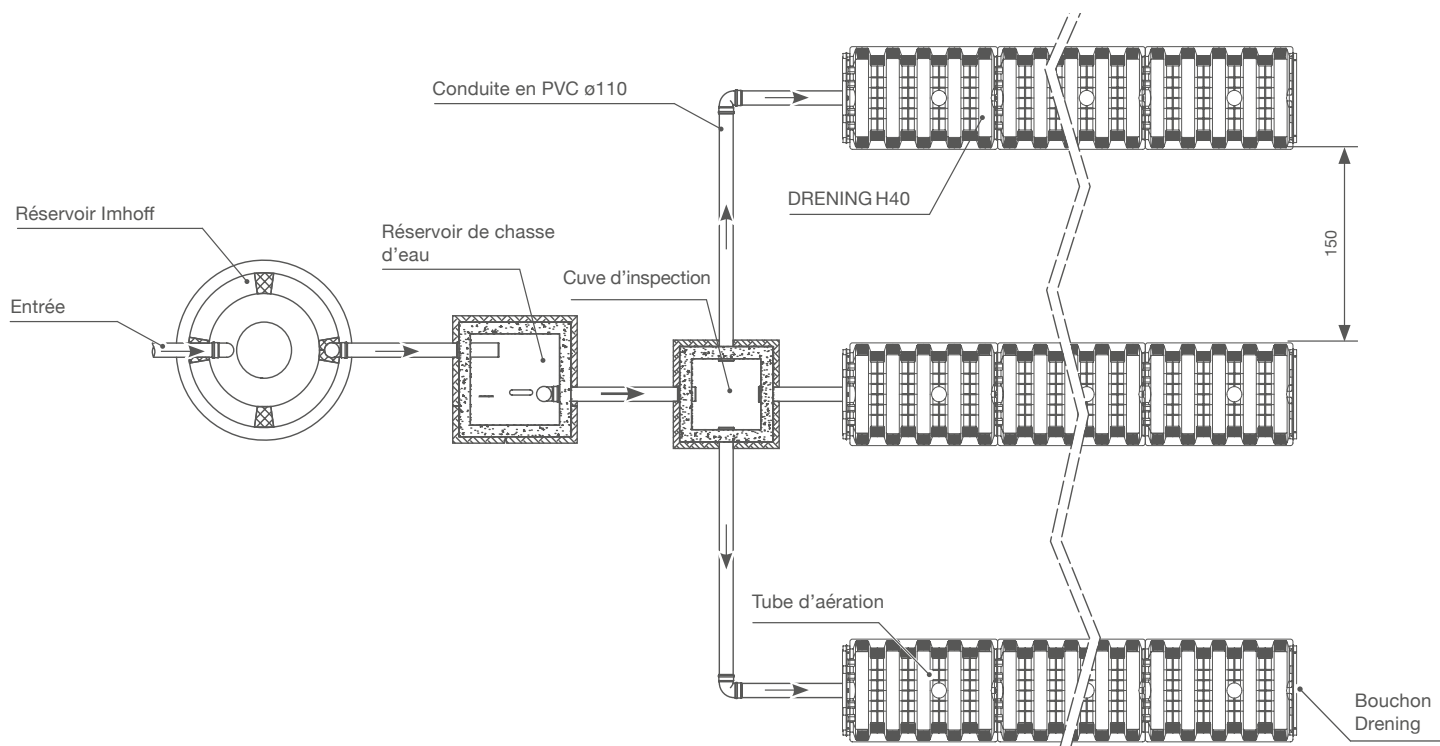 Conduite en PVC ø110
DRENING H40
Réservoir Imhoff
Réservoir de chasse
d’eau
Cuve d’inspection
150
Entrée
Tube d’aération
Bouchon
Drening